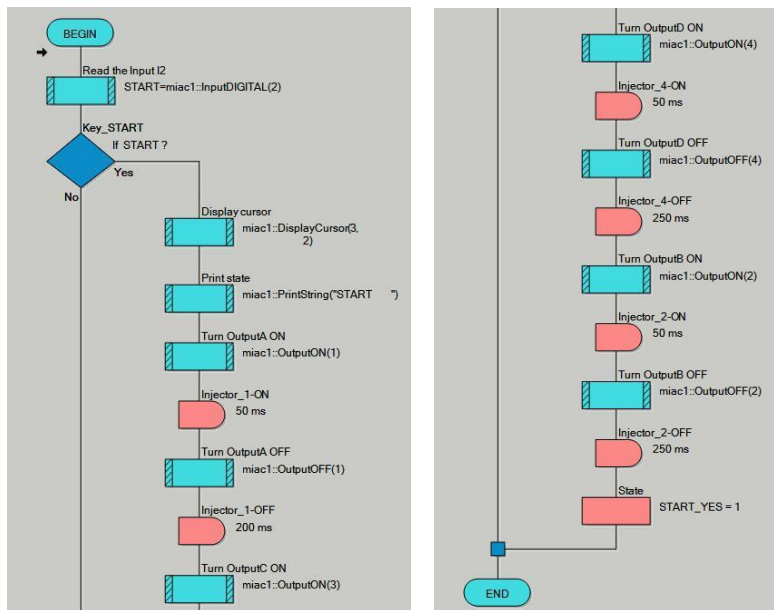 BEGIN
Read the Input I2
START=miac1::InputDIGITAL(2)
Key_START
If START ?
Yes
No
Display cursor
miac1::DisplayCursor(3,
2)
Print state
miac1::PrintString("START      ")
Turn OutputA ON
miac1::OutputON(1)
Injector_1-ON
50 ms
Turn OutputA OFF
miac1::OutputOFF(1)
Injector_1-OFF
200 ms
Turn OutputC ON
miac1::OutputON(3)
Turn OutputD ON
miac1::OutputON(4)
Injector_4-ON
50 ms
Turn OutputD OFF
miac1::OutputOFF(4)
Injector_4-OFF
250 ms
Turn OutputB ON
miac1::OutputON(2)
Injector_2-ON
50 ms
Turn OutputB OFF
miac1::OutputOFF(2)
Injector_2-OFF
250 ms
State
START_YES = 1
END